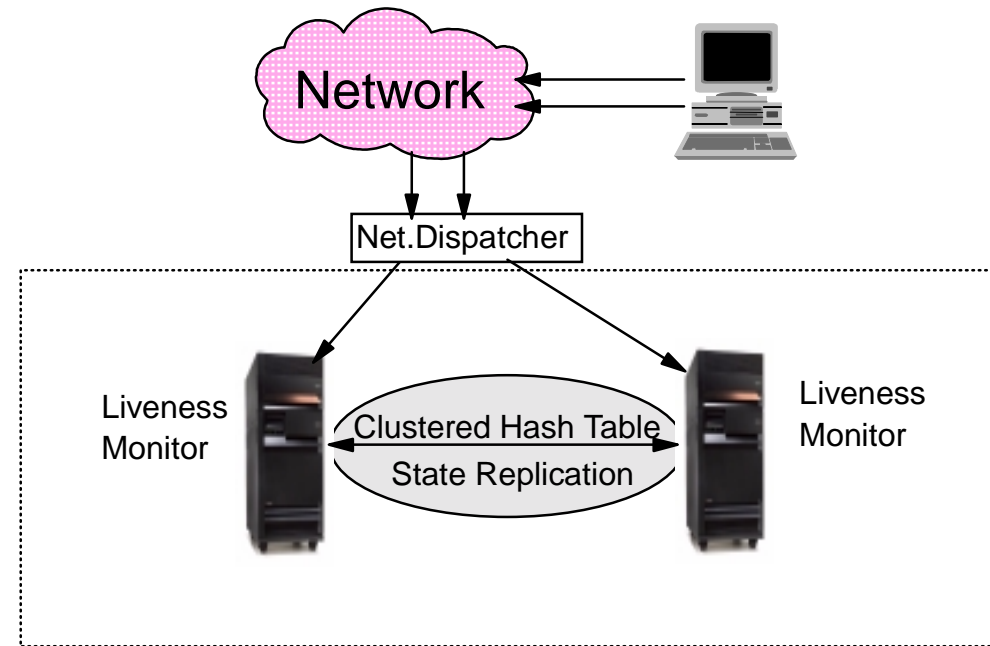 Network
Net.Dispatcher
Liveness
Monitor
Clustered Hash Table
State Replication
Liveness
Monitor